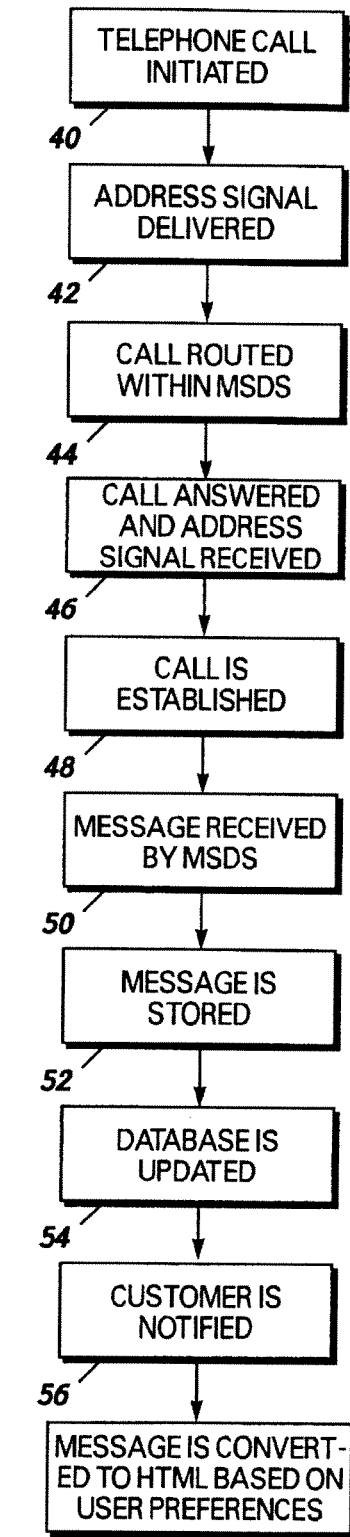 TELEPHONE CALL
INITIATED
40
ADDRESS SIGNAL
DELIVERED
42
CALL ROUTED
WITHIN MSDS
44
CALL ANSWERED
AND ADDRESS
SIGNAL RECEIVED
46
CALL IS
ESTABLISHED
48
MESSAGE RECEIVED
BY MSDS
50
MESSAGE IS
STORED
52
DATABASE IS
UPDATED
54
CUSTOMER IS
NOTIFIED
56
MESSAGE IS CONVERT-
ED TO HTML BASED ON
USER PREFERENCES